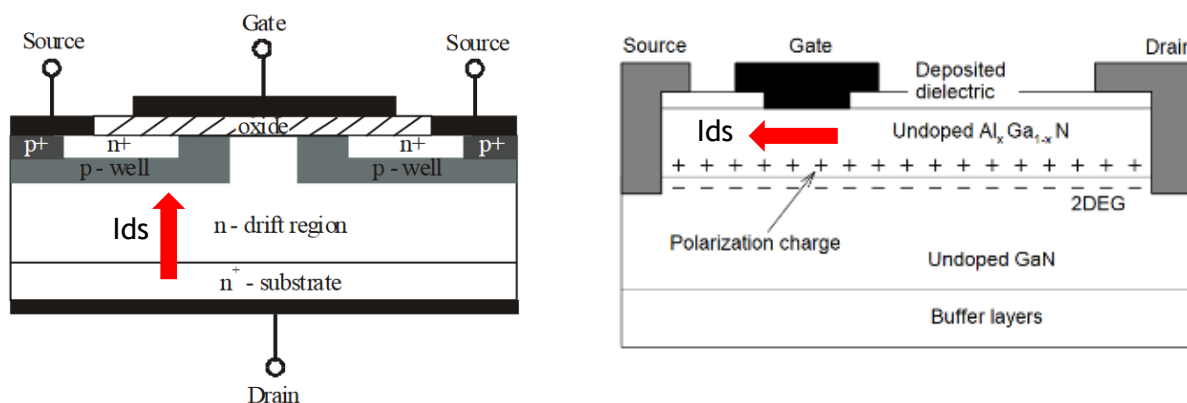 Gate
Source
Source
oxide
p+
n+
n+
p+
p - well
p - well
Ids
n - drift region
n+ - substrate
Drain
Source
Gate
Drain
Deposited
dielectric
Ids
Undoped AlxGa1-xN
+ + + + + + + + + + + + + + + +
2DEG
Polarization charge
Undoped GaN
Buffer layers